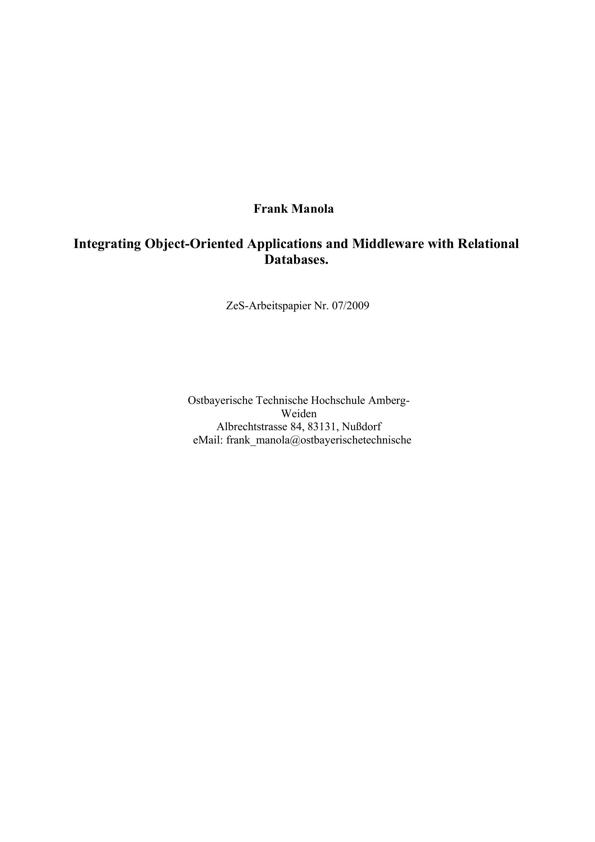 Frank Manola
Integrating Object-Oriented Applications and Middleware with Relational
Databases.
ZeS-Arbeitspapier Nr. 07/2009
Ostbayerische Technische Hochschule Amberg-
Weiden
Albrechtstrasse 84, 83131, Nußdorf
eMail: frank_manola@ostbayerischetechnische